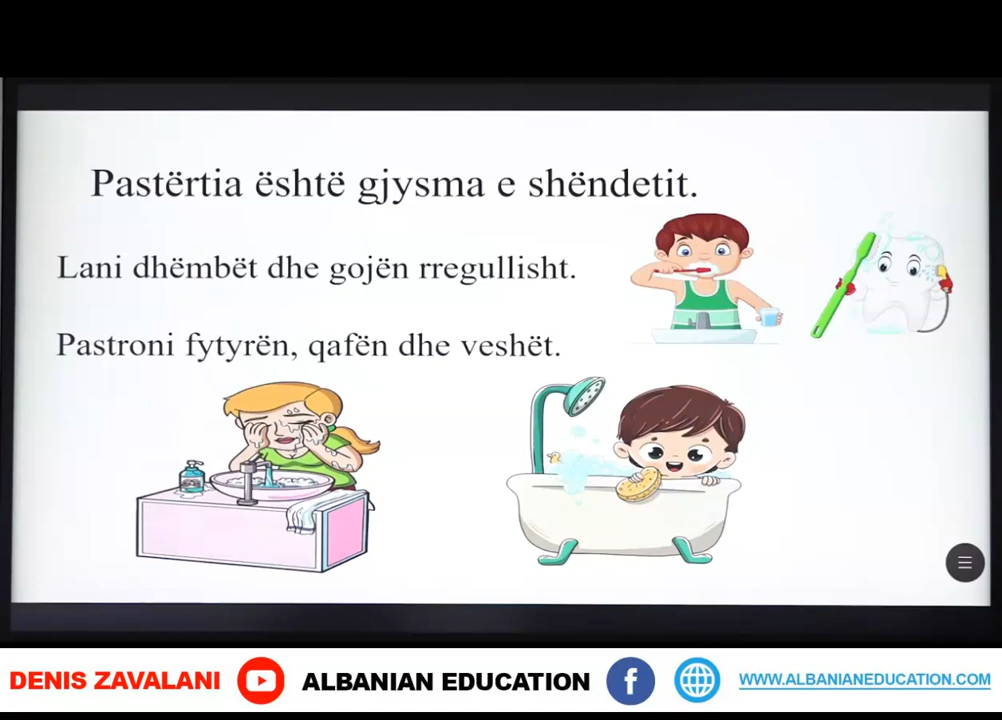 Pastërtia është gjysma e shëndetit.
Lani dhëmbët dhe gojën rregullisht.
Pastroni fytyrën, qafën dhe veshët.
DENIS ZAVALANI
ALBANIAN EDUCATION
WWW.ALBANIANEDUCATION.COM